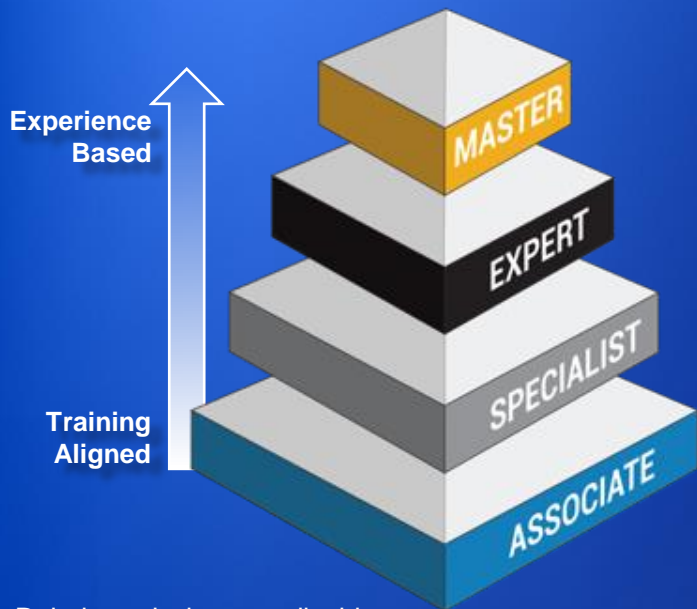 Experience
Based
MASTER
EXPERT
SPECIALIST
Training
Aligned
ASSOCIATE